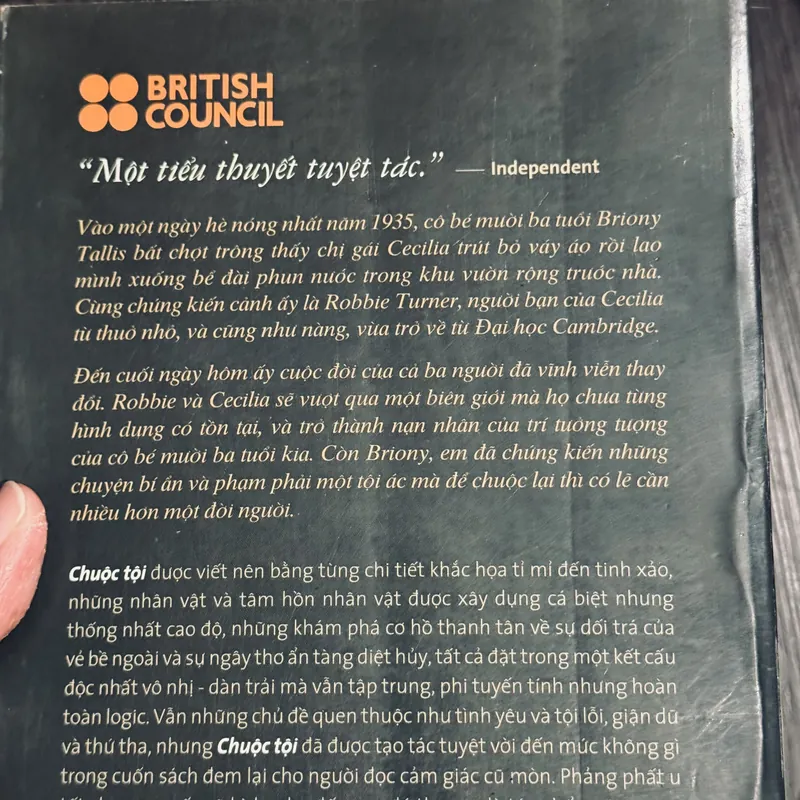 BRITISH
COUNCIL
“Một tiểu thuyết tuyệt tác.” — Independent
Vào một ngày hè nóng nhất năm 1935, cô bé mười ba tuổi Briony
Tallis bất chợt trông thấy chị gái Cecilia trút bỏ váy áo rồi lao
mình xuống bể đài phun nước trong khu vườn rộng trước nhà.
Cùng chứng kiến cảnh ấy là Robbie Turner, người bạn của Cecilia
từ thuở nhỏ, và cũng như nàng, vừa trở về từ Đại học Cambridge.
Đến cuối ngày hôm ấy cuộc đời của cả ba người đã vĩnh viễn thay
đổi. Robbie và Cecilia sẽ vượt qua một biên giới mà họ chưa từng
hình dung có tồn tại, và trở thành nạn nhân của trí tưởng tượng
của cô bé mười ba tuổi kia. Còn Briony, em đã chứng kiến những
chuyện bí ẩn và phạm phải một tội ác mà để chuộc lại thì có lẽ cần
nhiều hơn một đời người.
Chuộc tội được viết nên bằng từng chi tiết khắc họa tỉ mỉ đến tinh xảo,
những nhân vật và tâm hồn nhân vật được xây dựng cá biệt nhưng
thống nhất cao độ, những khám phá cơ hồ thanh tân về sự dối trá của
vẻ bề ngoài và sự ngây thơ ẩn tàng diệt hủy, tất cả đặt trong một kết cấu
độc nhất vô nhị - dàn trải mà vẫn tập trung, phi tuyến tính nhưng hoàn
toàn logic. Vẫn những chủ đề quen thuộc như tình yêu và tội lỗi, giận dữ
và thứ tha, nhưng Chuộc tội đã được tạo tác tuyệt vời đến mức không gì
trong cuốn sách đem lại cho người đọc cảm giác cũ mòn. Phảng phất u